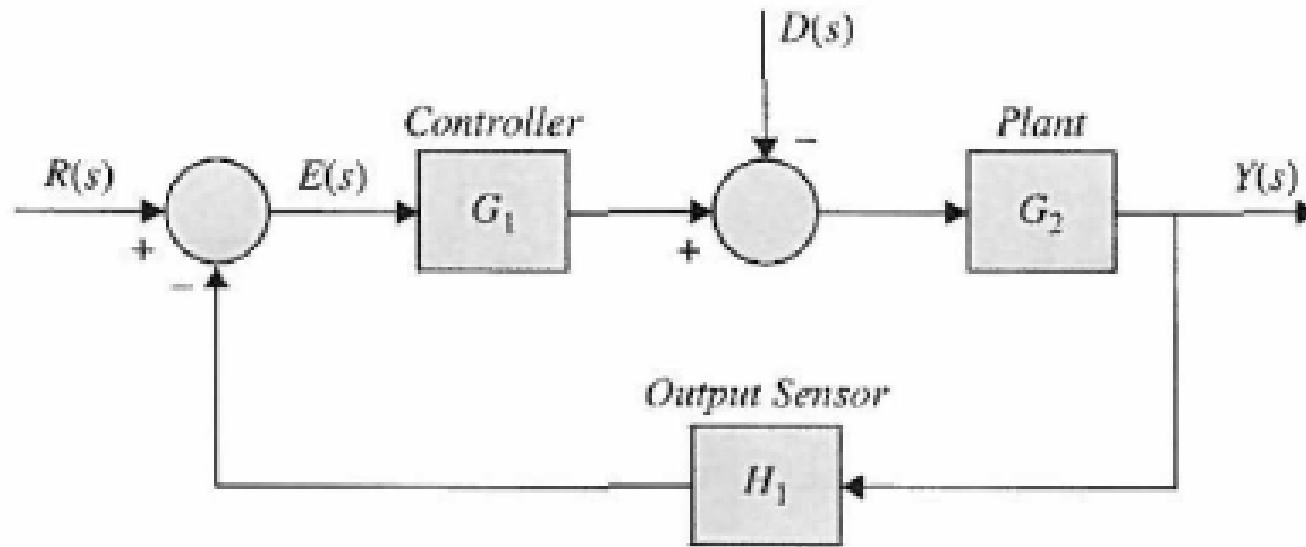 D(s)
Controller
Plant
R(s)
E(s)
Y(s)
G₁
G₂
+
−
+
−
Output Sensor
H₁